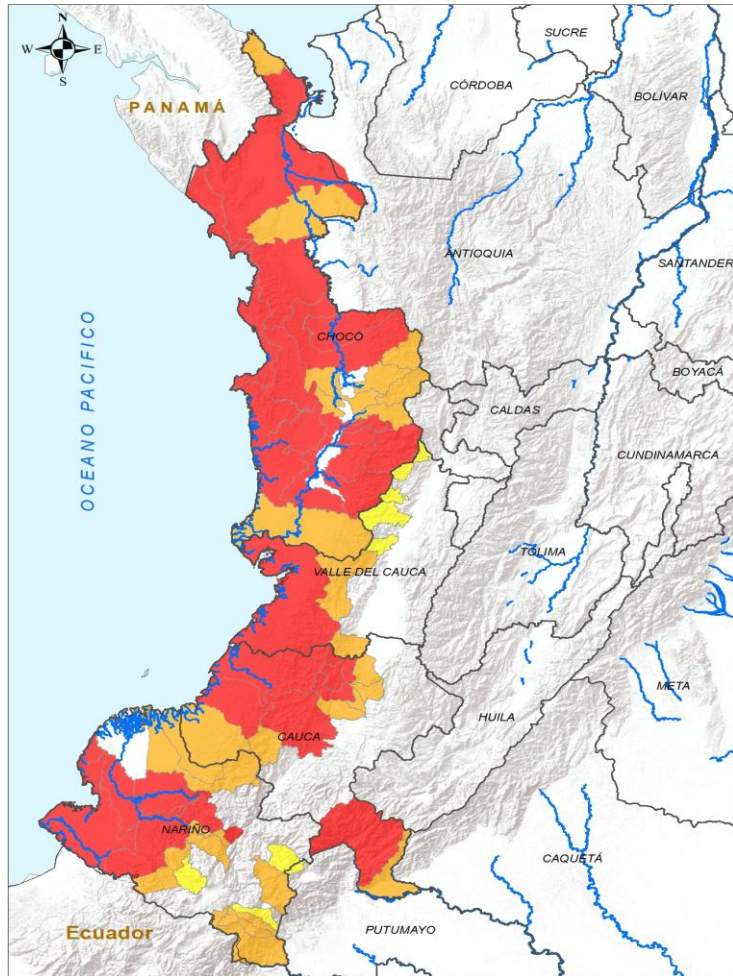 N
W E
S
PANAMÁ
SUCRE
CÓRDOBA
BOLÍVAR
ANTIOQUIA
SANTANDER
OCEANO PACIFICO
CHOCÓ
BOYACÁ
CALDAS
CUNDINAMARCA
TOLIMA
VALLE DEL CAUCA
META
HUILA
CAUCA
NARIÑO
CAQUETÁ
Ecuador
PUTUMAYO